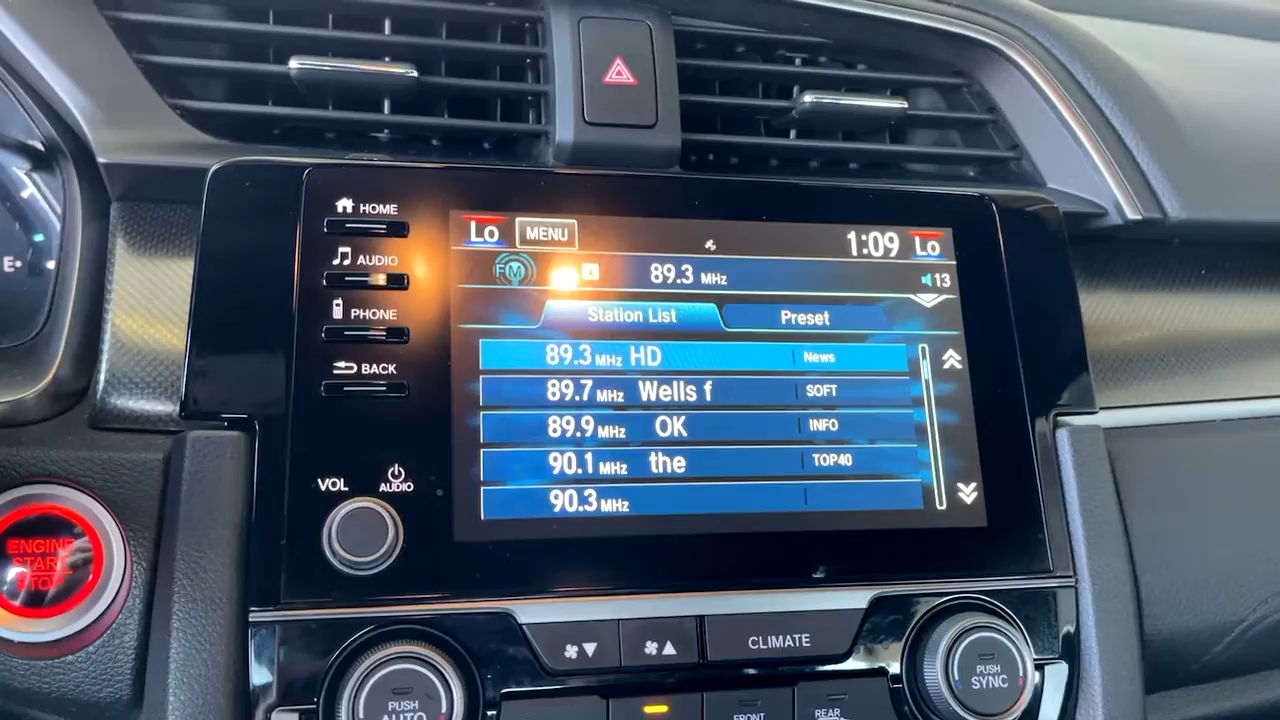 HOME
AUDIO
PHONE
BACK
VOL
AUDIO
Lo
MENU
1:09
Lo
FM
89.3 MHz
13
Station List
Preset
89.3 MHz HD News
89.7 MHz Wells f SOFT
89.9 MHz OK INFO
90.1 MHz the TOP40
90.3 MHz
E
ENGINE
START
STOP
CLIMATE
PUSH
AUTO
PUSH
SYNC
FRONT
REAR